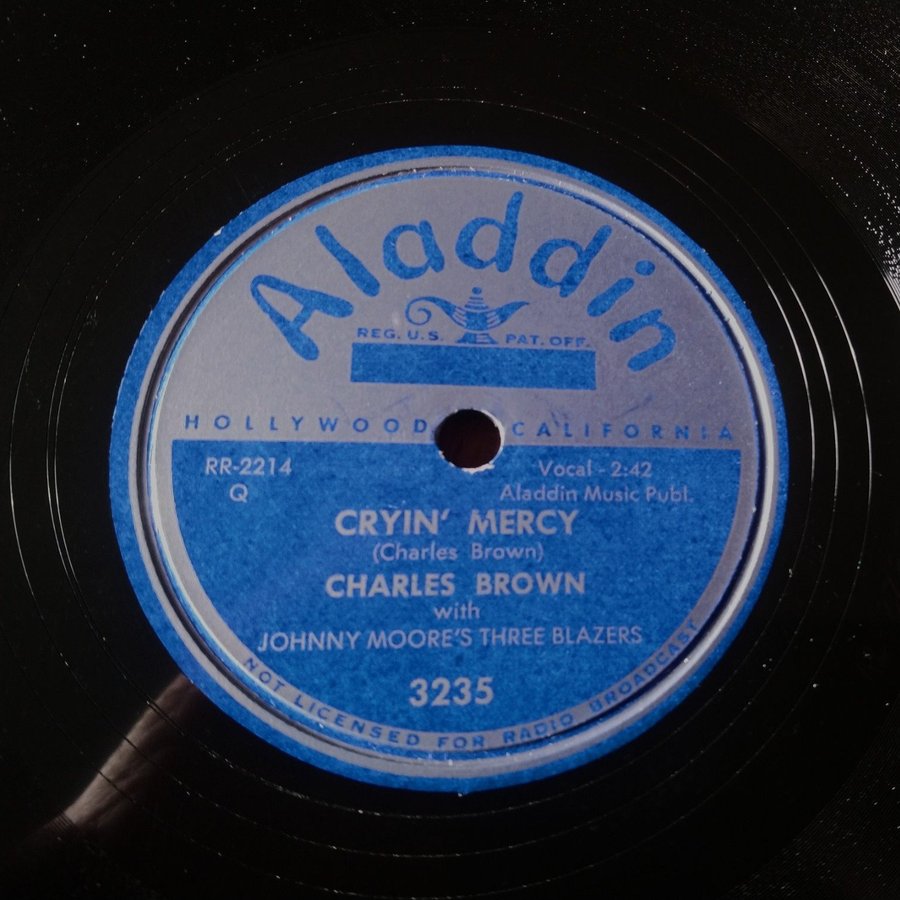 Aladdin
REG. U.S. PAT. OFF.
HOLLYWOOD CALIFORNIA
RR-2214
Q
Vocal - 2:42
Aladdin Music Publ.
CRYIN' MERCY
(Charles Brown)
CHARLES BROWN
with
JOHNNY MOORE'S THREE BLAZERS
3235
NOT LICENSED FOR RADIO BROADCAST